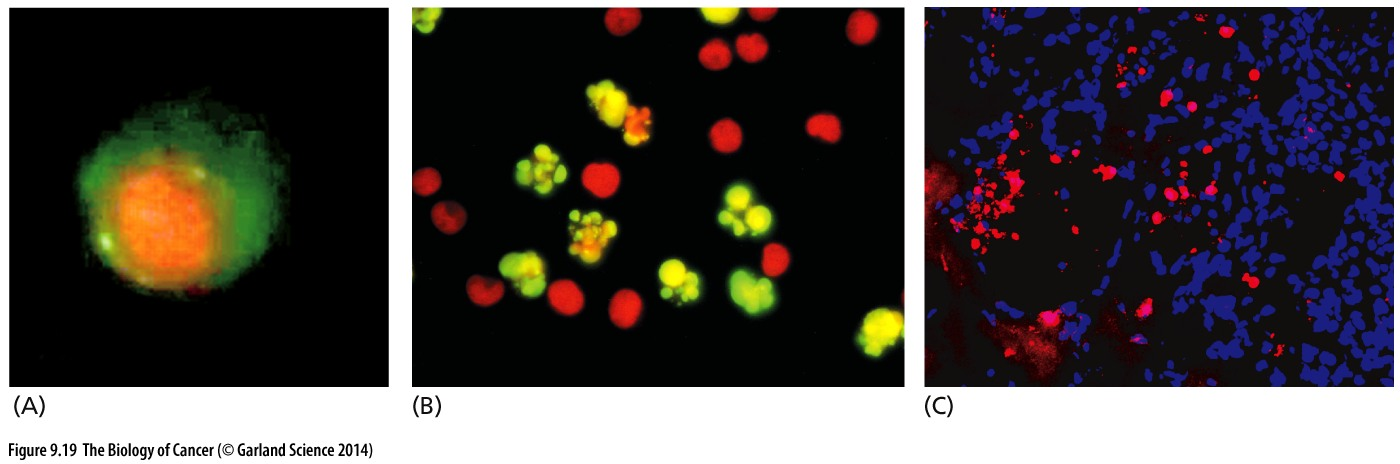 (A)
(B)
(C)
Figure 9.19 The Biology of Cancer (© Garland Science 2014)